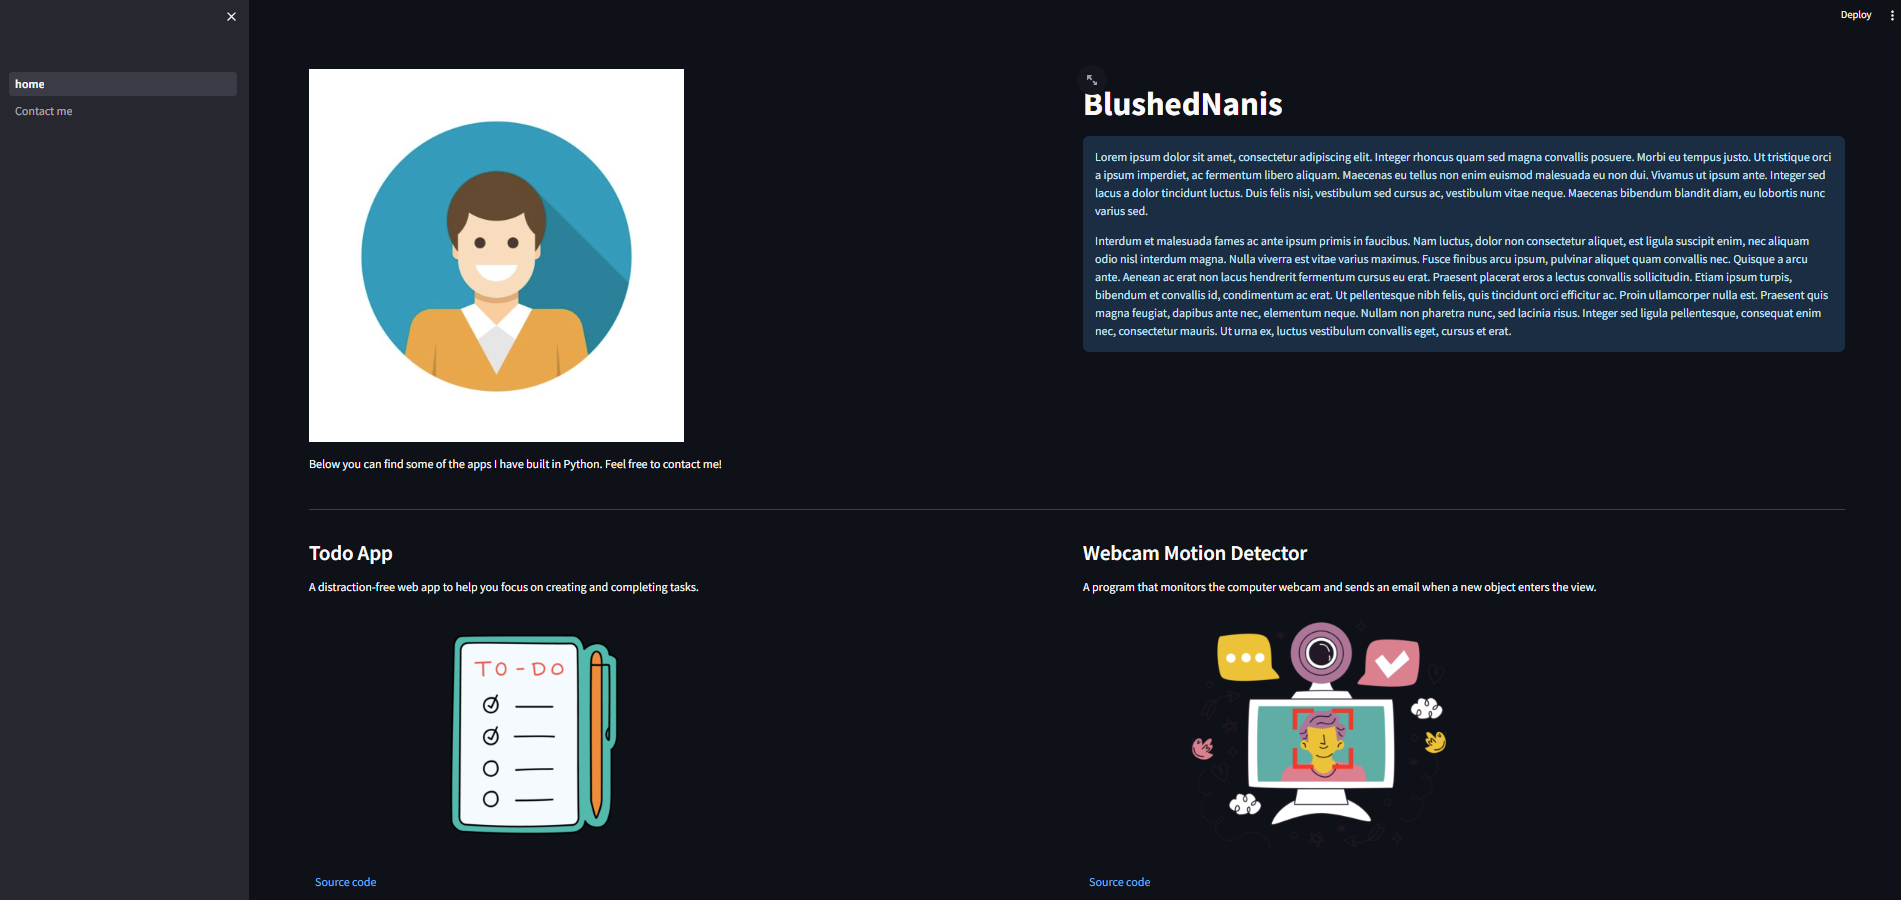 Deploy
home
Contact me
BlushedNanis
Lorem ipsum dolor sit amet, consectetur adipiscing elit. Integer rhoncus quam sed magna convallis posuere. Morbi eu tempus justo. Ut tristique orci
a ipsum imperdiet, ac fermentum libero aliquam. Maecenas eu tellus non enim euismod malesuada eu non dui. Vivamus ut ipsum ante. Integer sed
lacus a dolor tincidunt luctus. Duis felis nisi, vestibulum sed cursus ac, vestibulum vitae neque. Maecenas bibendum blandit diam, eu lobortis nunc
varius sed.
Interdum et malesuada fames ac ante ipsum primis in faucibus. Nam luctus, dolor non consectetur aliquet, est ligula suscipit enim, nec aliquam
odio nisl interdum magna. Nulla viverra est vitae varius maximus. Fusce finibus arcu ipsum, pulvinar aliquet quam convallis nec. Quisque a arcu
ante. Aenean ac erat non lacus hendrerit fermentum cursus eu erat. Praesent placerat eros a lectus convallis sollicitudin. Etiam ipsum turpis,
bibendum et convallis id, condimentum ac erat. Ut pellentesque nibh felis, quis tincidunt orci efficitur ac. Proin ullamcorper nulla est. Praesent quis
magna feugiat, dapibus ante nec, elementum neque. Nullam non pharetra nunc, sed lacinia risus. Integer sed ligula pellentesque, consequat enim
nec, consectetur mauris. Ut urna ex, luctus vestibulum convallis eget, cursus et erat.
Below you can find some of the apps I have built in Python. Feel free to contact me!
Todo App
A distraction-free web app to help you focus on creating and completing tasks.
TO-DO
Source code
Webcam Motion Detector
A program that monitors the computer webcam and sends an email when a new object enters the view.
Source code